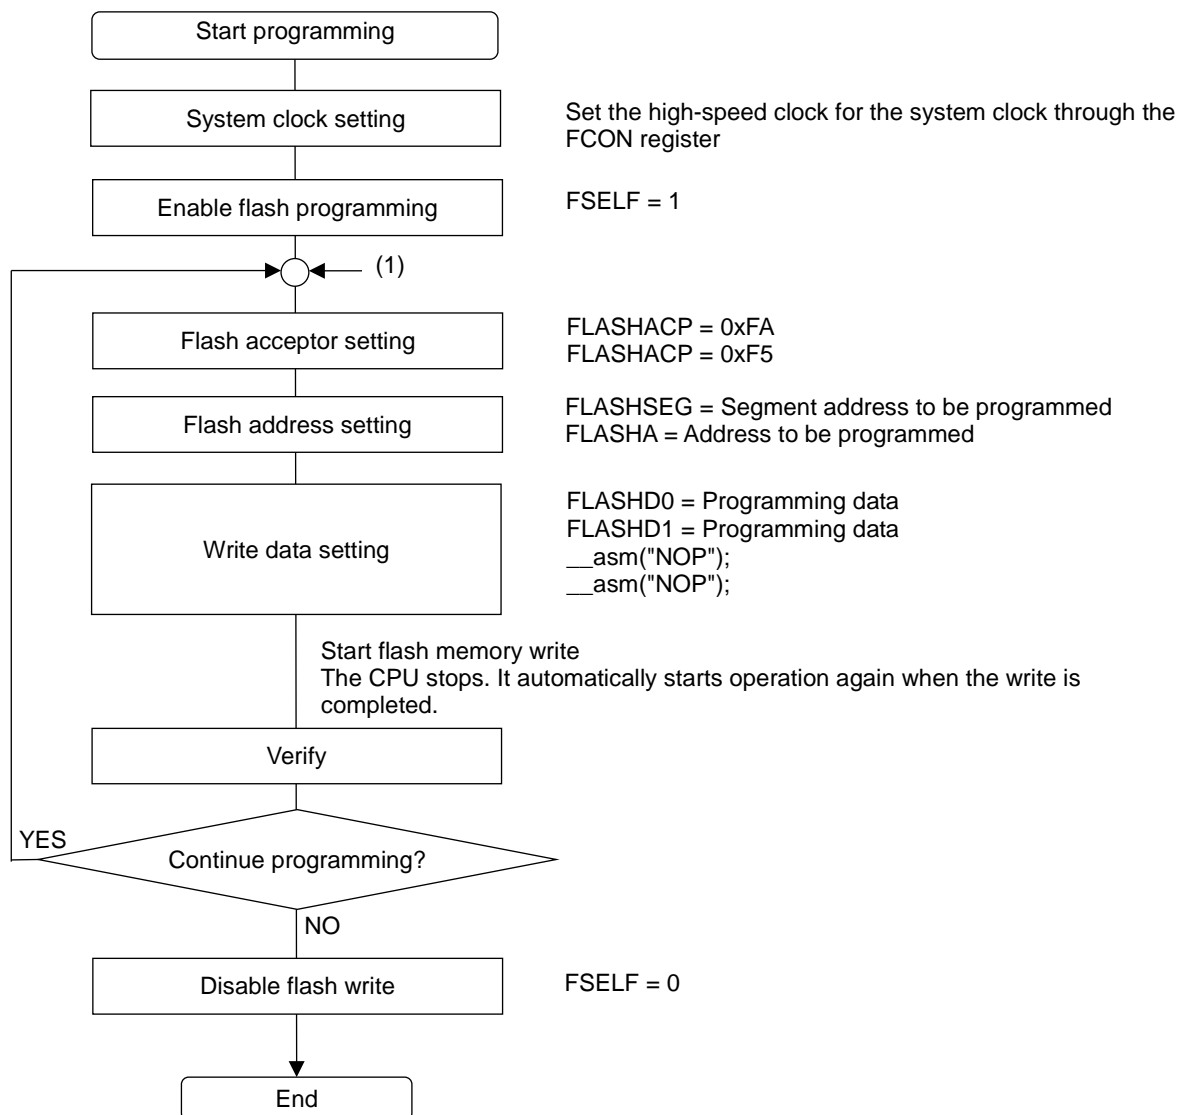 Start programming
System clock setting
Set the high-speed clock for the system clock through the
FCON register
Enable flash programming
FSELF = 1
(1)
Flash acceptor setting
FLASHACP = 0xFA
FLASHACP = 0xF5
Flash address setting
FLASHSEG = Segment address to be programmed
FLASHA = Address to be programmed
Write data setting
FLASHD0 = Programming data
FLASHD1 = Programming data
__asm("NOP");
__asm("NOP");
Start flash memory write
The CPU stops. It automatically starts operation again when the write is
completed.
Verify
YES
Continue programming?
NO
Disable flash write
FSELF = 0
End